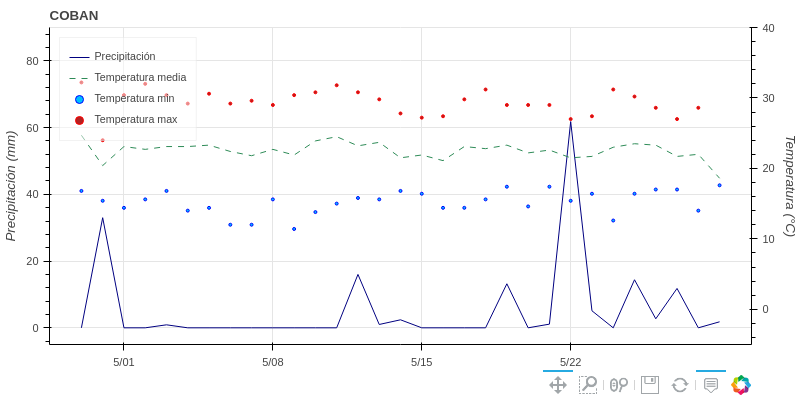 COBAN
Precipitación
Temperatura media
Temperatura min
Temperatura max
Precipitación (mm)
80
60
40
20
0
Temperatura (°C)
40
30
20
10
0
5/01
5/08
5/15
5/22